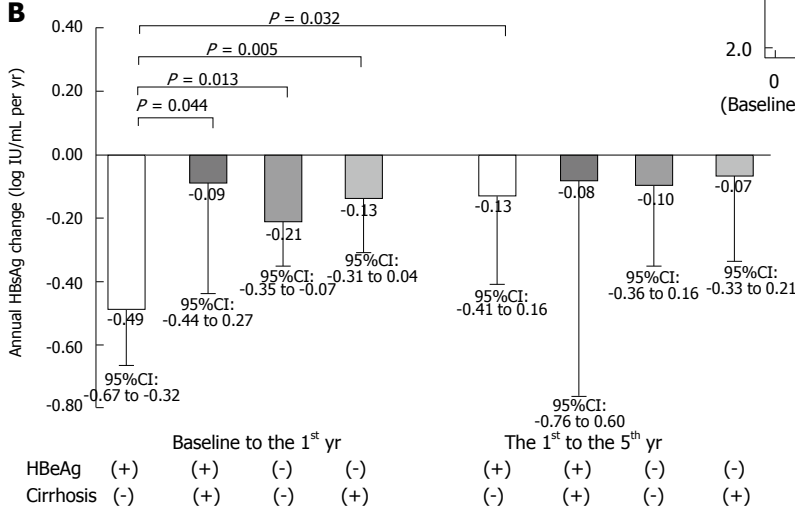 B
Annual HBsAg change (log IU/mL per yr)
0.40
0.20
0.00
-0.20
-0.40
-0.60
-0.80
P = 0.032
P = 0.005
P = 0.013
P = 0.044
2.0
0
(Baseline
-0.49
95%CI:
-0.67 to -0.32
-0.09
95%CI:
-0.44 to 0.27
-0.21
95%CI:
-0.35 to -0.07
-0.13
95%CI:
-0.31 to 0.04
-0.13
95%CI:
-0.41 to 0.16
-0.08
95%CI:
-0.76 to 0.60
-0.10
95%CI:
-0.36 to 0.16
-0.07
95%CI:
-0.33 to 0.21
Baseline to the 1st yr
The 1st to the 5th yr
HBeAg (+) (+) (-) (-) (+) (+) (-) (-)
Cirrhosis (-) (+) (-) (+) (-) (+) (-) (+)